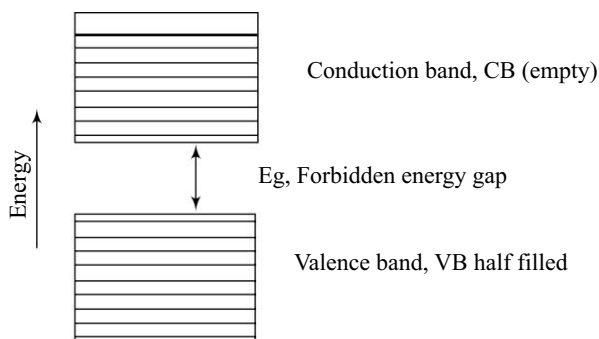 Conduction band, CB (empty)
Energy
Eg, Forbidden energy gap
Valence band, VB half filled